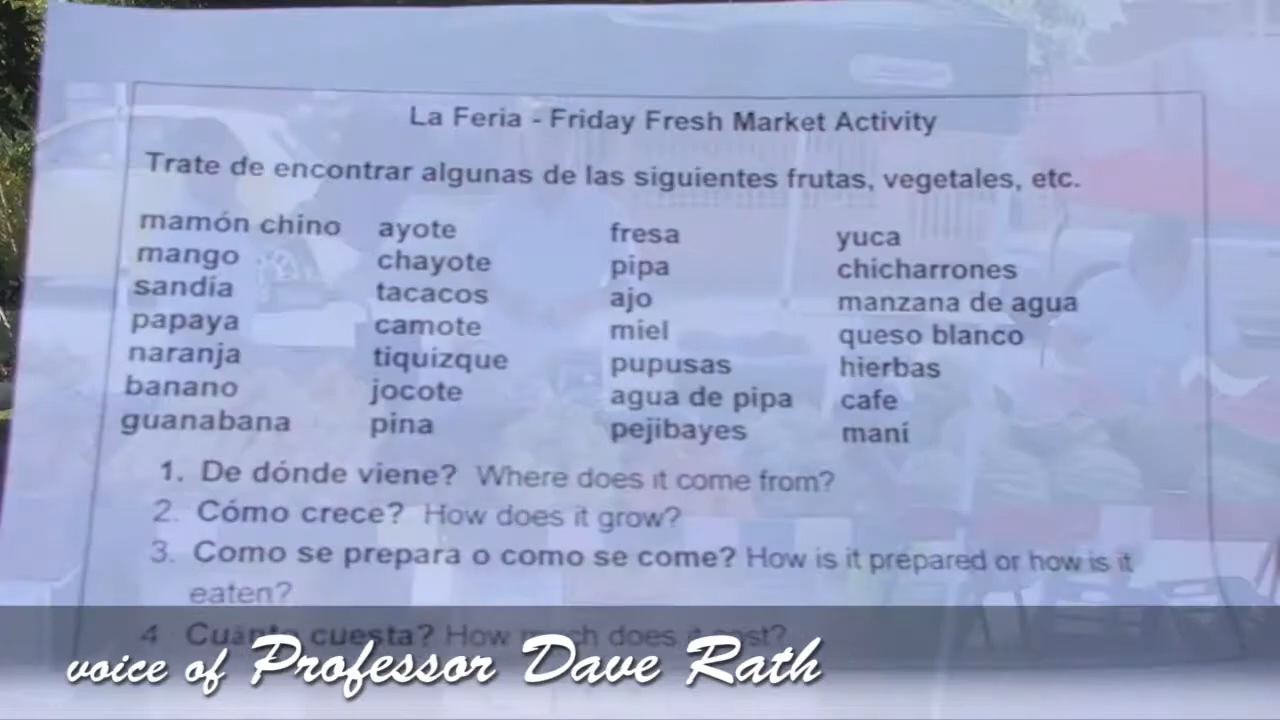 La Feria - Friday Fresh Market Activity
Trate de encontrar algunas de las siguientes frutas, vegetales, etc.
mamón chino ayote fresa yuca
mango chayote pipa chicharrones
sandía tacacos ajo manzana de agua
papaya camote miel queso blanco
naranja tiquizque pupusas hierbas
banano jocote agua de pipa cafe
guanabana pina pejibayes maní
1. De dónde viene? Where does it come from?
2. Cómo crece? How does it grow?
3. Como se prepara o como se come? How is it prepared or how is it
eaten?
4 Cuánto cuesta? How much does it cost?
voice of Professor Dave Rath